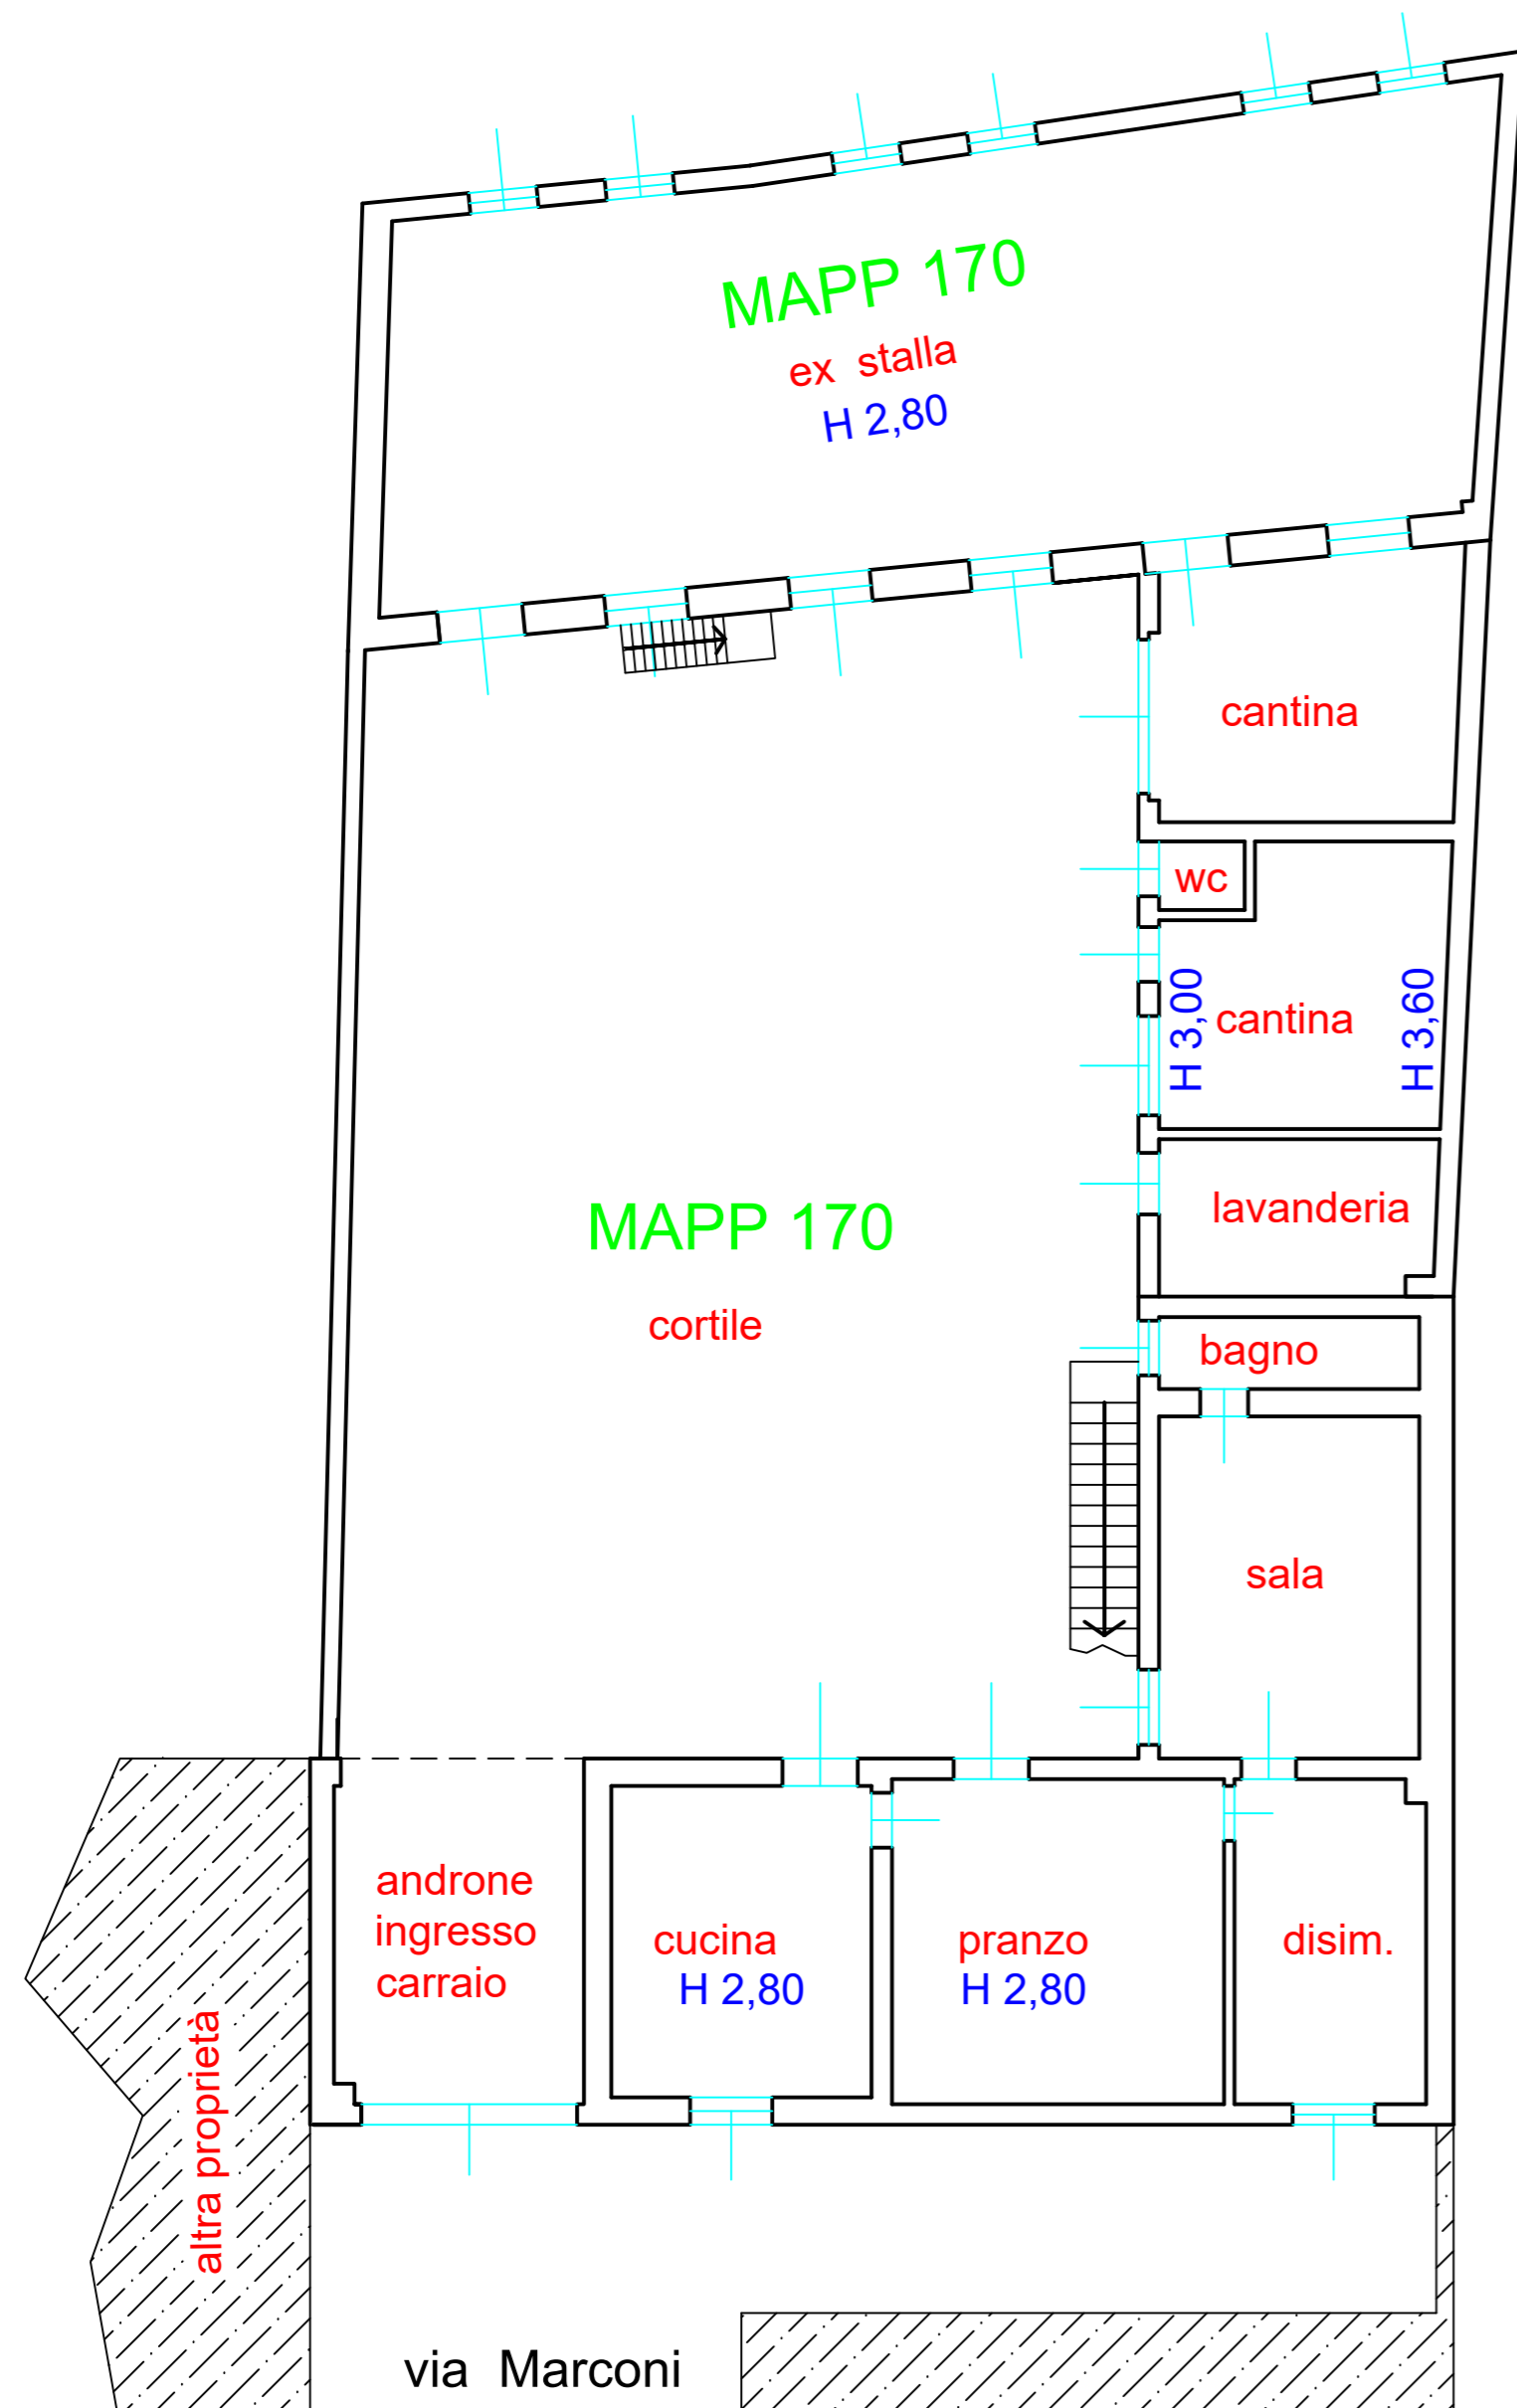 MAPP 170
ex stalla
H 2,80
cantina
wc
H 3,00
cantina
H 3,60
lavanderia
MAPP 170
cortile
bagno
sala
androne
ingresso
carraio
cucina
H 2,80
pranzo
H 2,80
disim.
altra proprietà
via Marconi